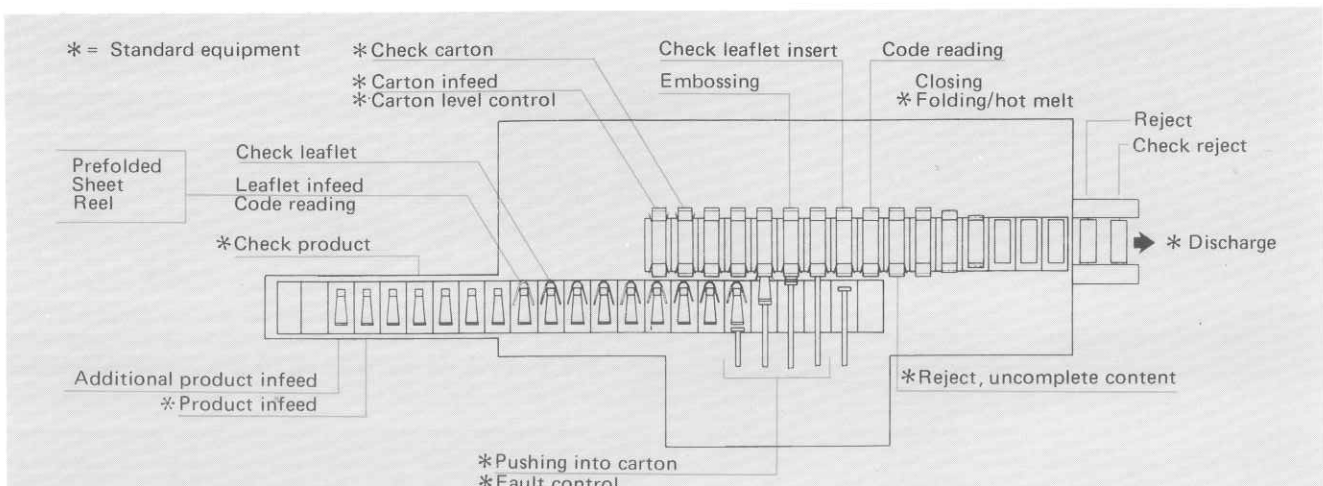 * = Standard equipment
* Check carton
* Carton infeed
* Carton level control
Check leaflet insert
Embossing
Code reading
Closing
* Folding/hot melt
Reject
Check reject
Prefolded
Sheet
Reel
Check leaflet
Leaflet infeed
Code reading
* Check product
* Discharge
Additional product infeed
* Product infeed
* Reject, uncomplete content
* Pushing into carton
* Fault control